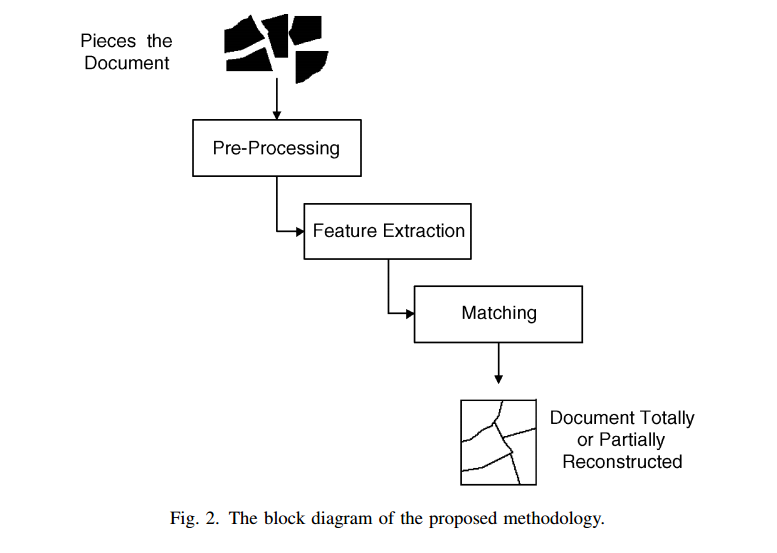 Pieces the
Document
Pre-Processing
Feature Extraction
Matching
Document Totally
or Partially
Reconstructed
Fig. 2. The block diagram of the proposed methodology.